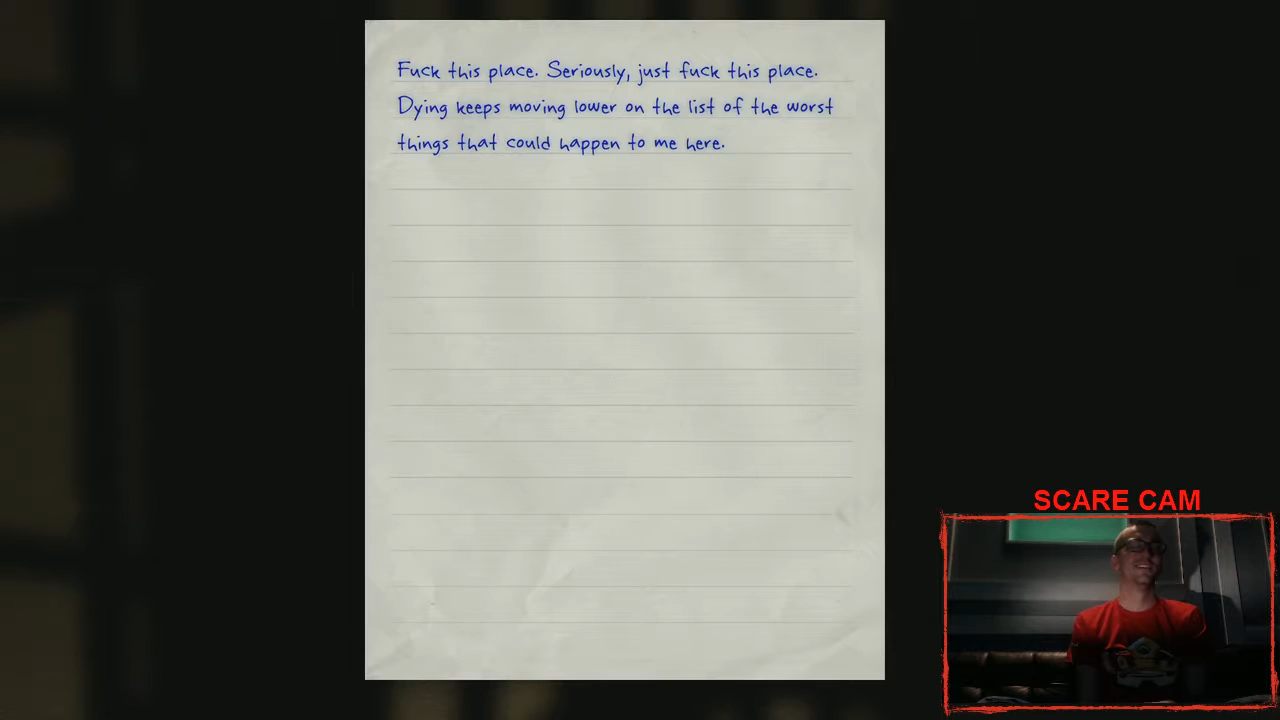 Fuck this place. Seriously, just fuck this place.
Dying keeps moving lower on the list of the worst
things that could happen to me here.
SCARE CAM